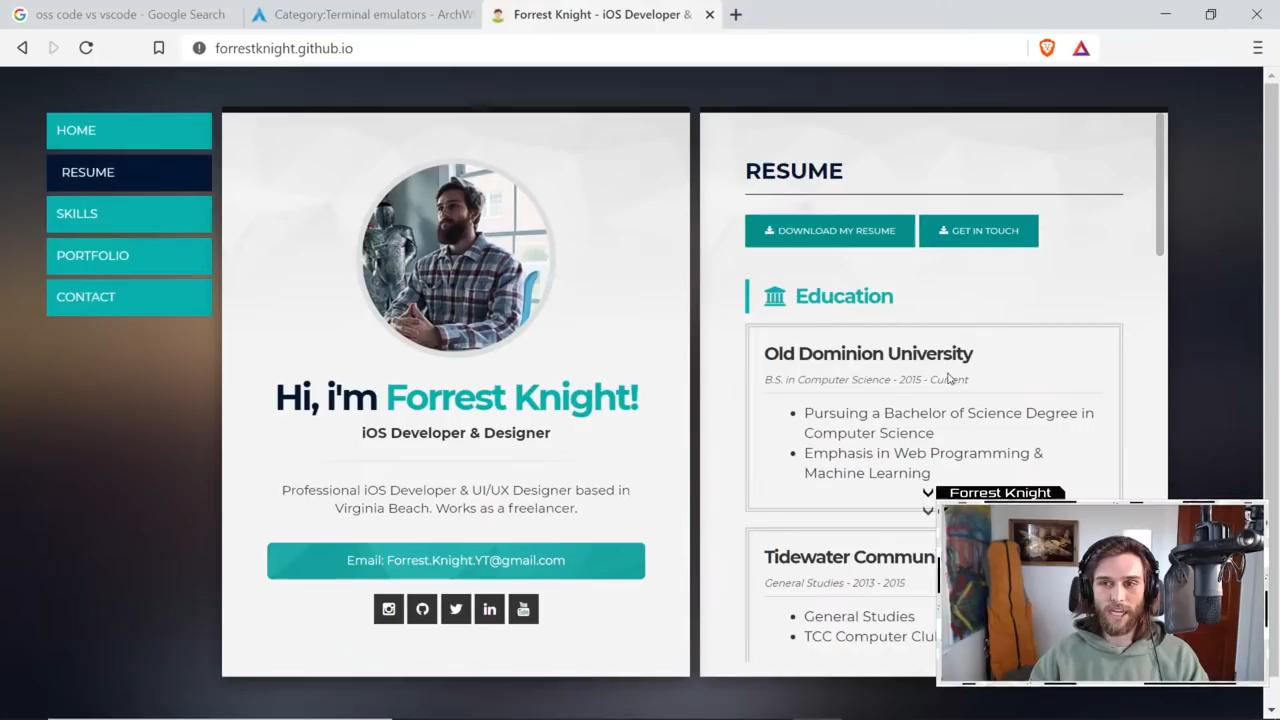 oss code vs vscode - Google Search
Category:Terminal emulators - ArchW
Forrest Knight - iOS Developer &
forrestknight.github.io
HOME
RESUME
SKILLS
PORTFOLIO
CONTACT
Hi, i'm Forrest Knight!
iOS Developer & Designer
Professional iOS Developer & UI/UX Designer based in
Virginia Beach. Works as a freelancer.
Email: Forrest.Knight.YT@gmail.com
RESUME
DOWNLOAD MY RESUME
GET IN TOUCH
Education
Old Dominion University
B.S. in Computer Science - 2015 - Current
Pursuing a Bachelor of Science Degree in
Computer Science
Emphasis in Web Programming &
Machine Learning
Tidewater Commun
General Studies - 2013 - 2015
General Studies
TCC Computer Clu
Forrest Knight